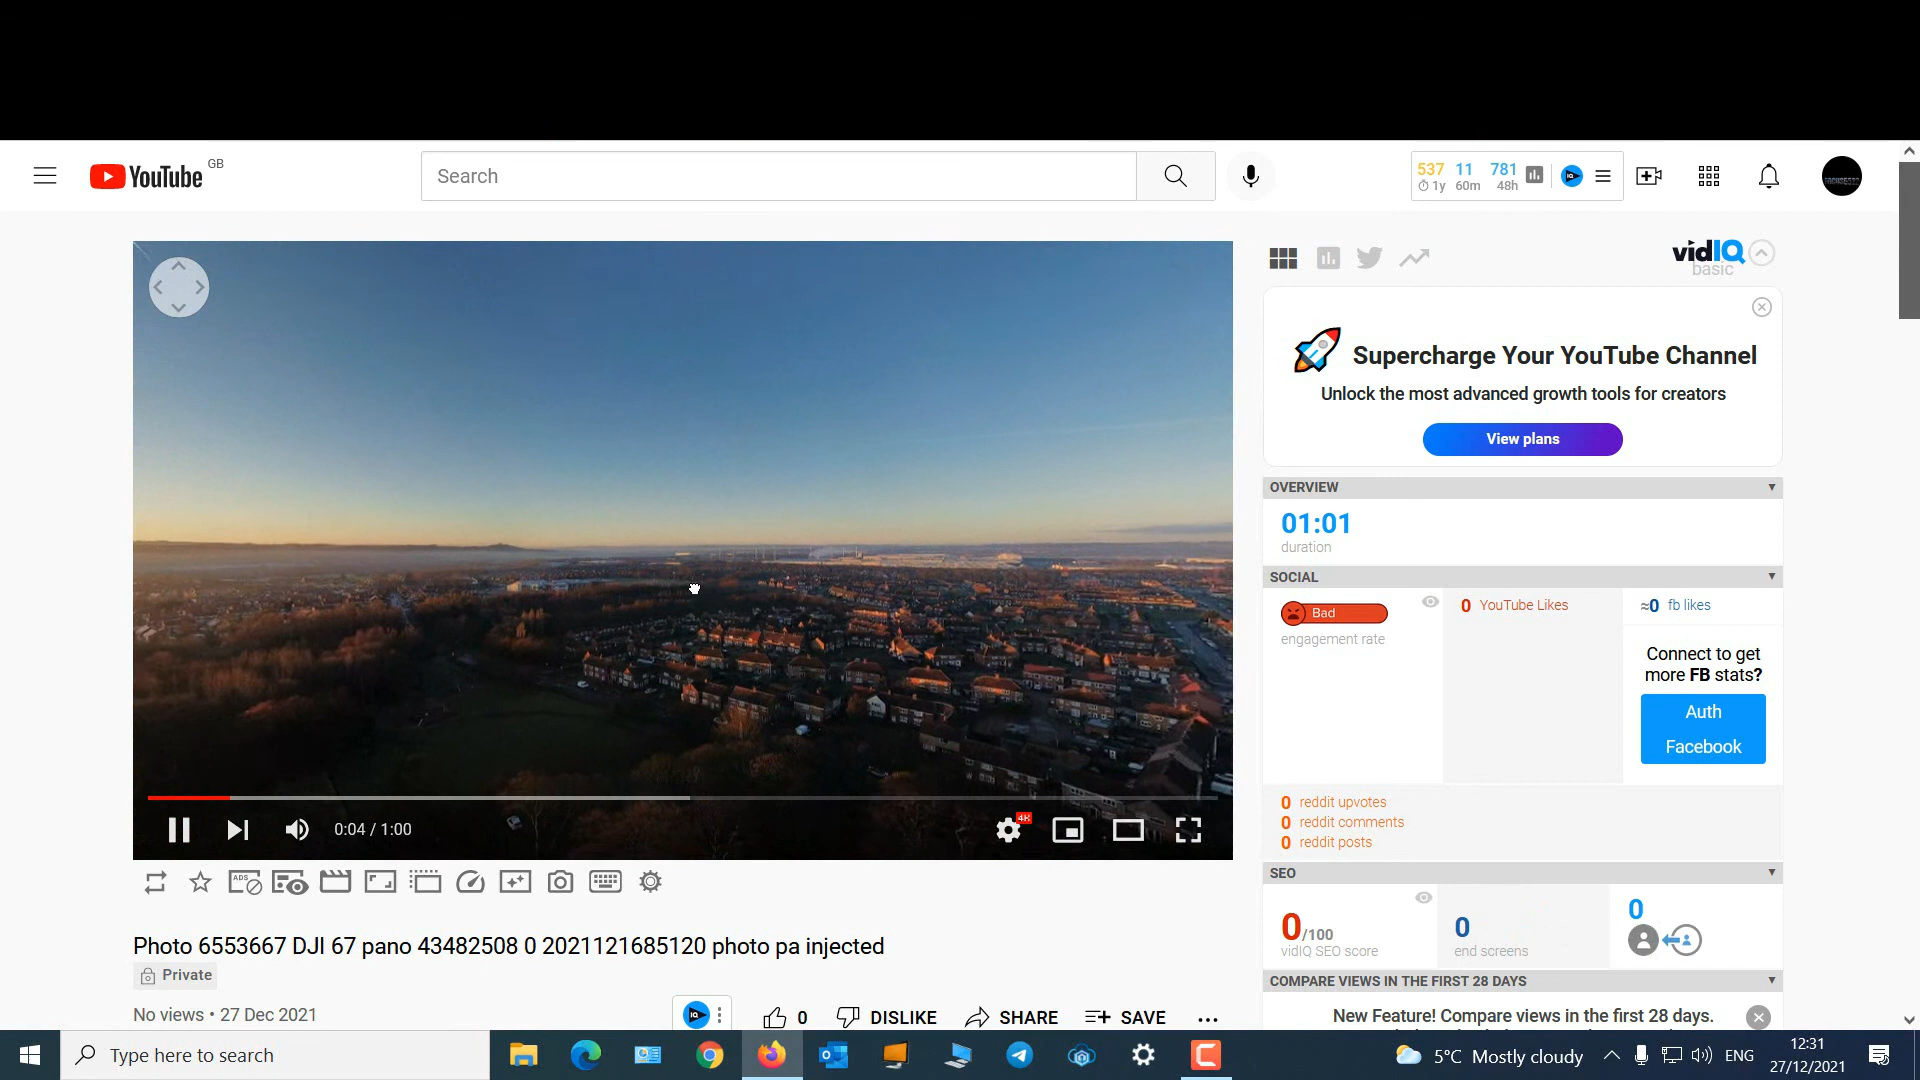 YouTube GB
Search
537 11 781
1y 60m 48h
vidIQ
basic
Supercharge Your YouTube Channel
Unlock the most advanced growth tools for creators
View plans
OVERVIEW
01:01
duration
SOCIAL
Bad
engagement rate
0 YouTube Likes
≈0 fb likes
Connect to get
more FB stats?
Auth
Facebook
0 reddit upvotes
0 reddit comments
0 reddit posts
0:04 / 1:00
4K
ADS
SEO
0/100
vidIQ SEO score
0
end screens
0
COMPARE VIEWS IN THE FIRST 28 DAYS
New Feature! Compare views in the first 28 days.
Photo 6553667 DJI 67 pano 43482508 0 2021121685120 photo pa injected
Private
No views • 27 Dec 2021
IQ
0 DISLIKE SHARE SAVE
Type here to search
5°C Mostly cloudy
ENG
12:31
27/12/2021